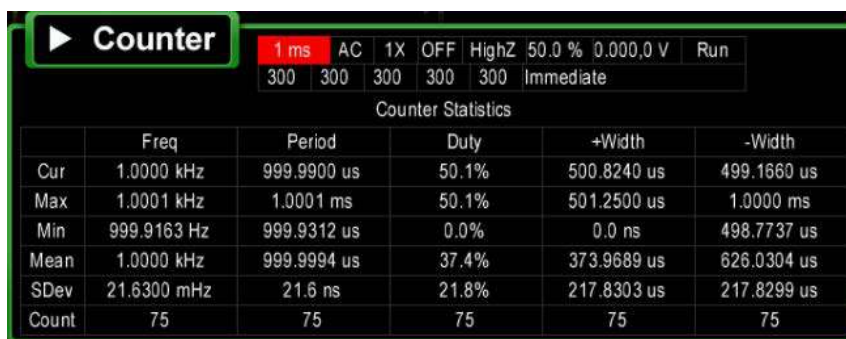 Counter
1 ms AC 1X OFF HighZ 50.0 % 0.000,0 V Run
300 300 300 300 300 Immediate
Counter Statistics
Freq Period Duty +Width -Width
Cur 1.0000 kHz 999.9900 us 50.1% 500.8240 us 499.1660 us
Max 1.0001 kHz 1.0001 ms 50.1% 501.2500 us 1.0000 ms
Min 999.9163 Hz 999.9312 us 0.0% 0.0 ns 498.7737 us
Mean 1.0000 kHz 999.9994 us 37.4% 373.9689 us 626.0304 us
SDev 21.6300 mHz 21.6 ns 21.8% 217.8303 us 217.8299 us
Count 75 75 75 75 75